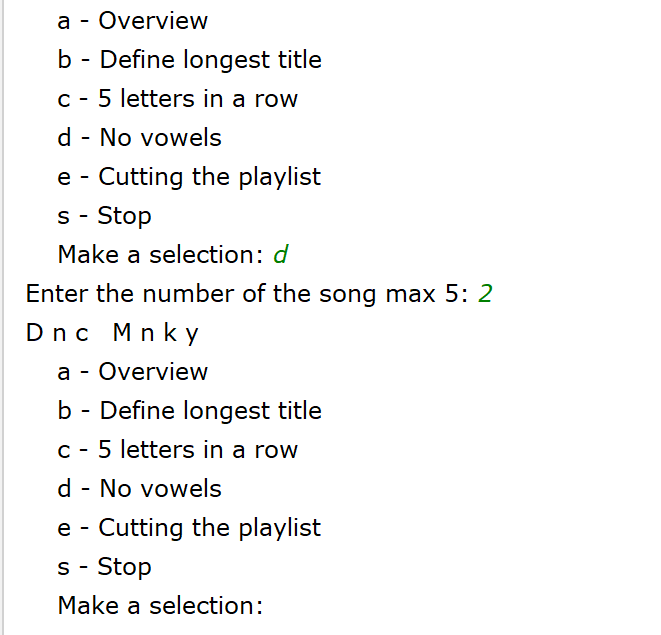 a - Overview
b - Define longest title
c - 5 letters in a row
d - No vowels
e - Cutting the playlist
s - Stop
Make a selection: d
Enter the number of the song max 5: 2
D n c   M n k y
a - Overview
b - Define longest title
c - 5 letters in a row
d - No vowels
e - Cutting the playlist
s - Stop
Make a selection: